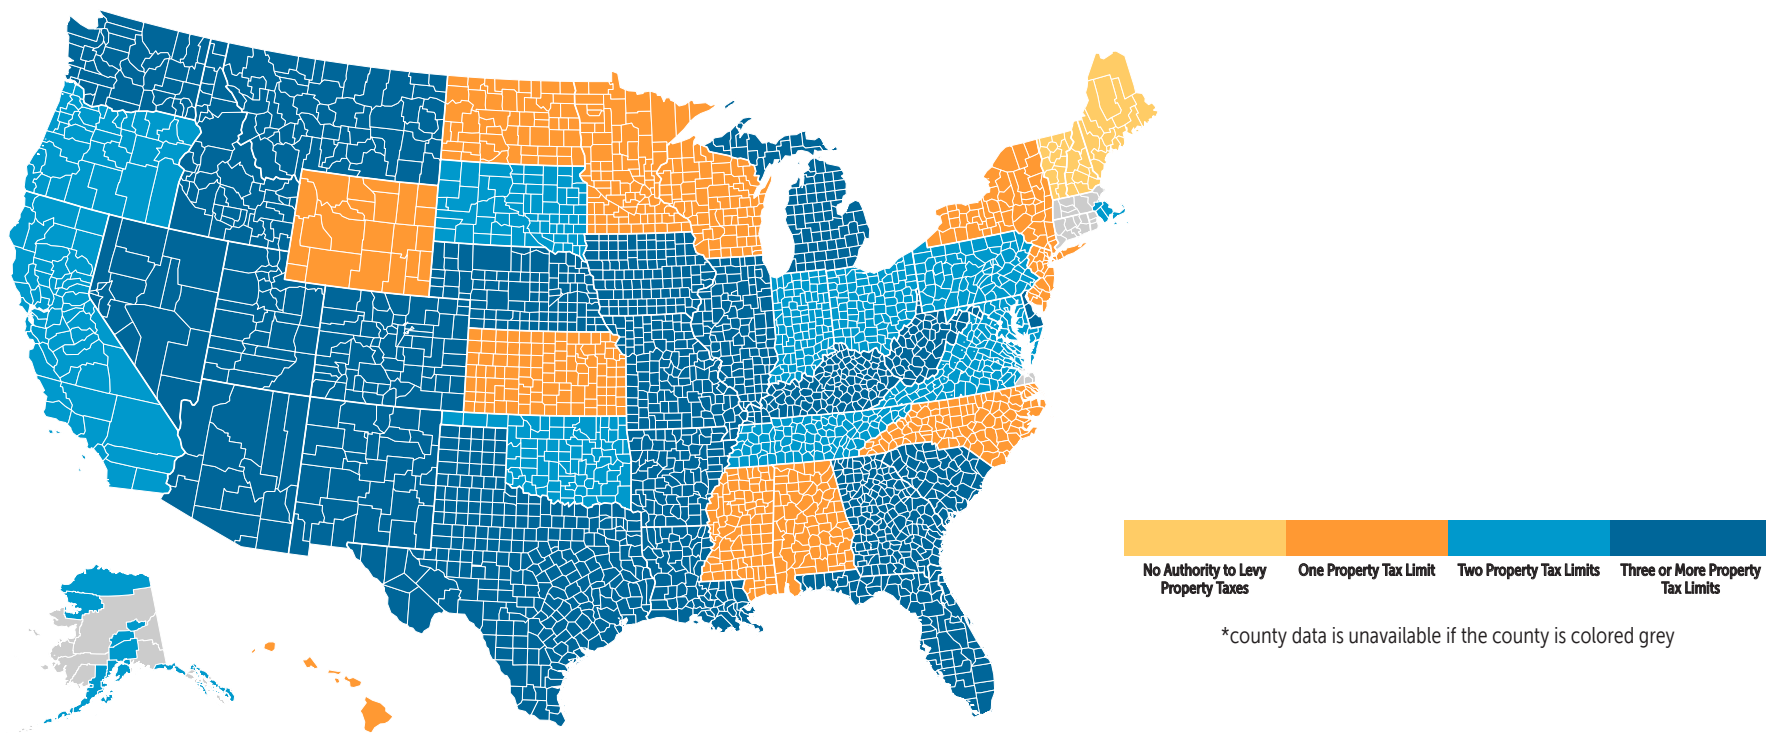 No Authority to Levy
Property Taxes
One Property Tax Limit
Two Property Tax Limits
Three or More Property
Tax Limits
*county data is unavailable if the county is colored grey